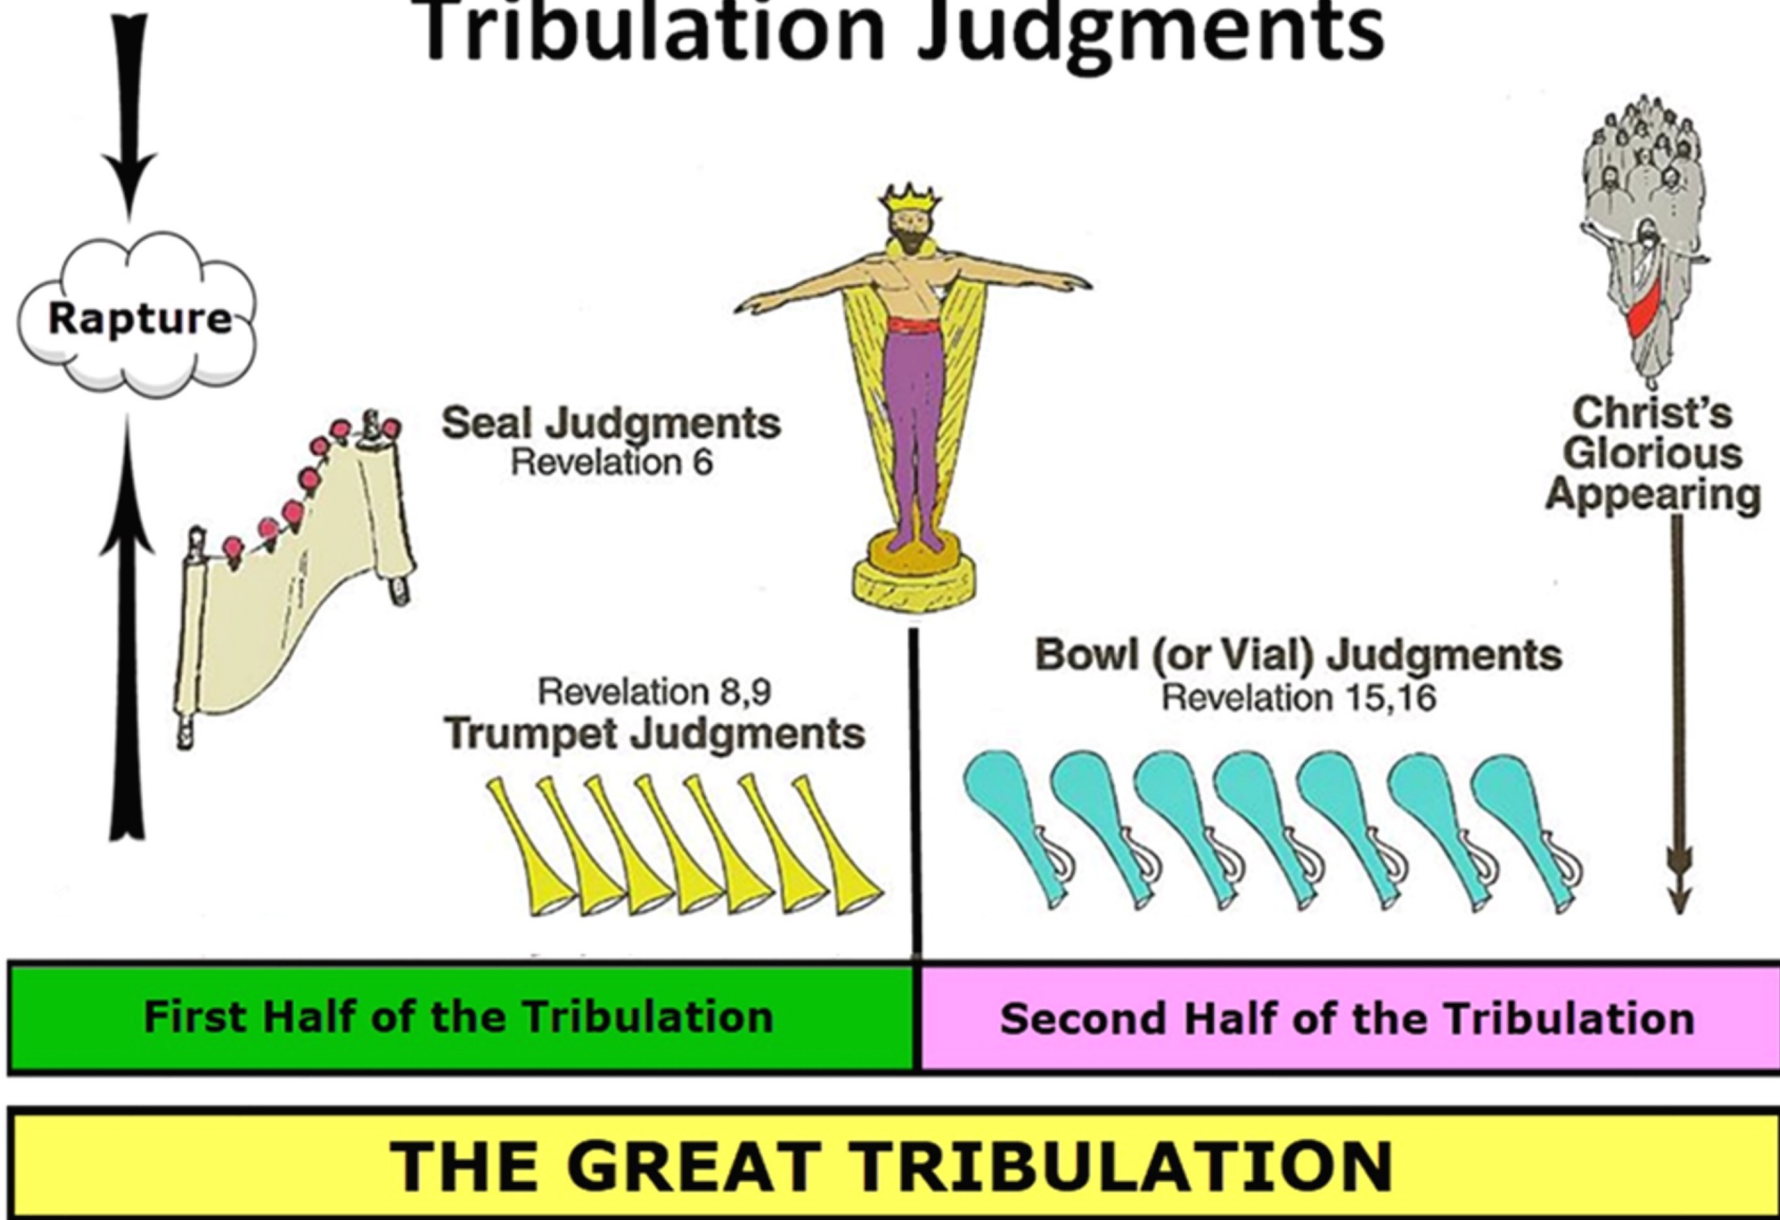 Tribulation Judgments
Rapture
Seal Judgments
Revelation 6
Christ's
Glorious
Appearing
Revelation 8,9
Trumpet Judgments
Bowl (or Vial) Judgments
Revelation 15,16
First Half of the Tribulation
Second Half of the Tribulation
THE GREAT TRIBULATION